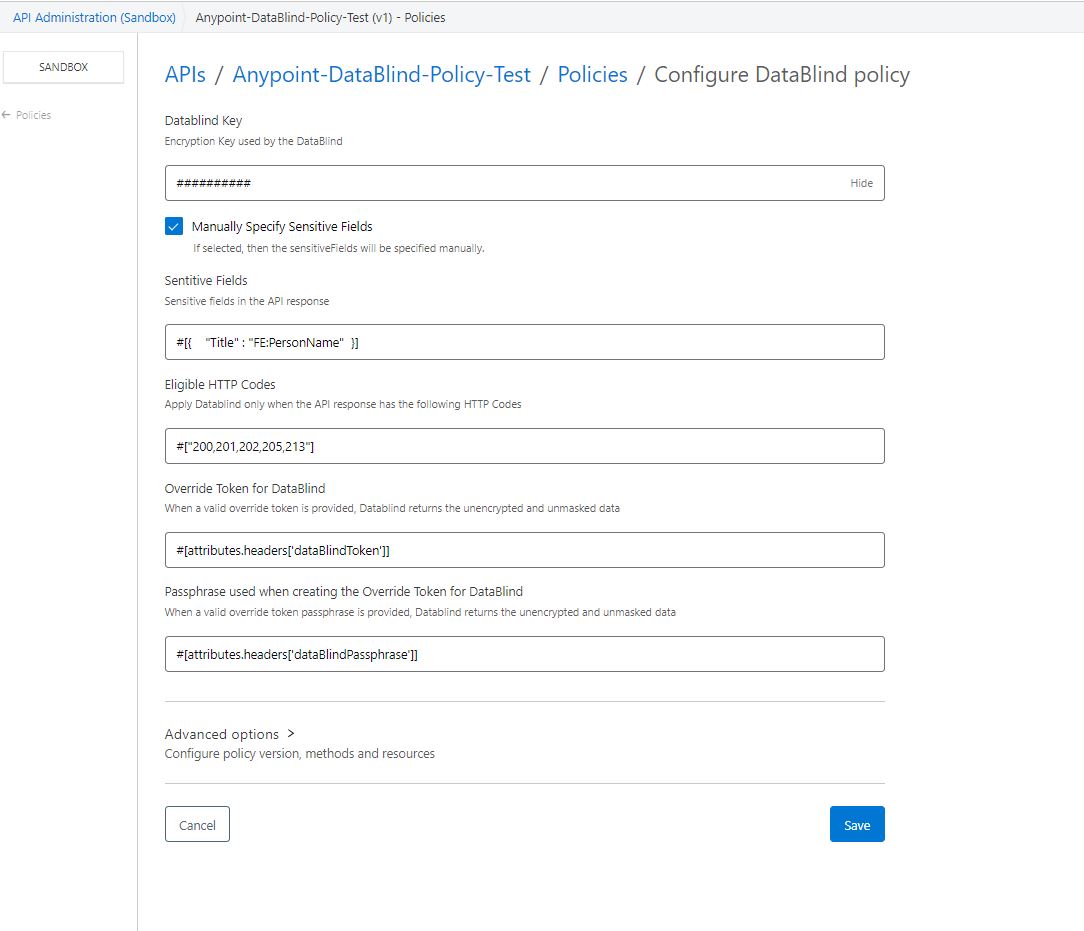 API Administration (Sandbox) Anypoint-DataBlind-Policy-Test (v1) - Policies
SANDBOX
← Policies
APIs / Anypoint-DataBlind-Policy-Test / Policies / Configure DataBlind policy
Datablind Key
Encryption Key used by the DataBlind
########## Hide
Manually Specify Sensitive Fields
If selected, then the sensitiveFields will be specified manually.
Sentitive Fields
Sensitive fields in the API response
#[{    "Title" : "FE:PersonName"  }]
Eligible HTTP Codes
Apply Datablind only when the API response has the following HTTP Codes
#["200,201,202,205,213"]
Override Token for DataBlind
When a valid override token is provided, Datablind returns the unencrypted and unmasked data
#[attributes.headers['dataBlindToken']]
Passphrase used when creating the Override Token for DataBlind
When a valid override token passphrase is provided, Datablind returns the unencrypted and unmasked data
#[attributes.headers['dataBlindPassphrase']]
Advanced options >
Configure policy version, methods and resources
Cancel Save